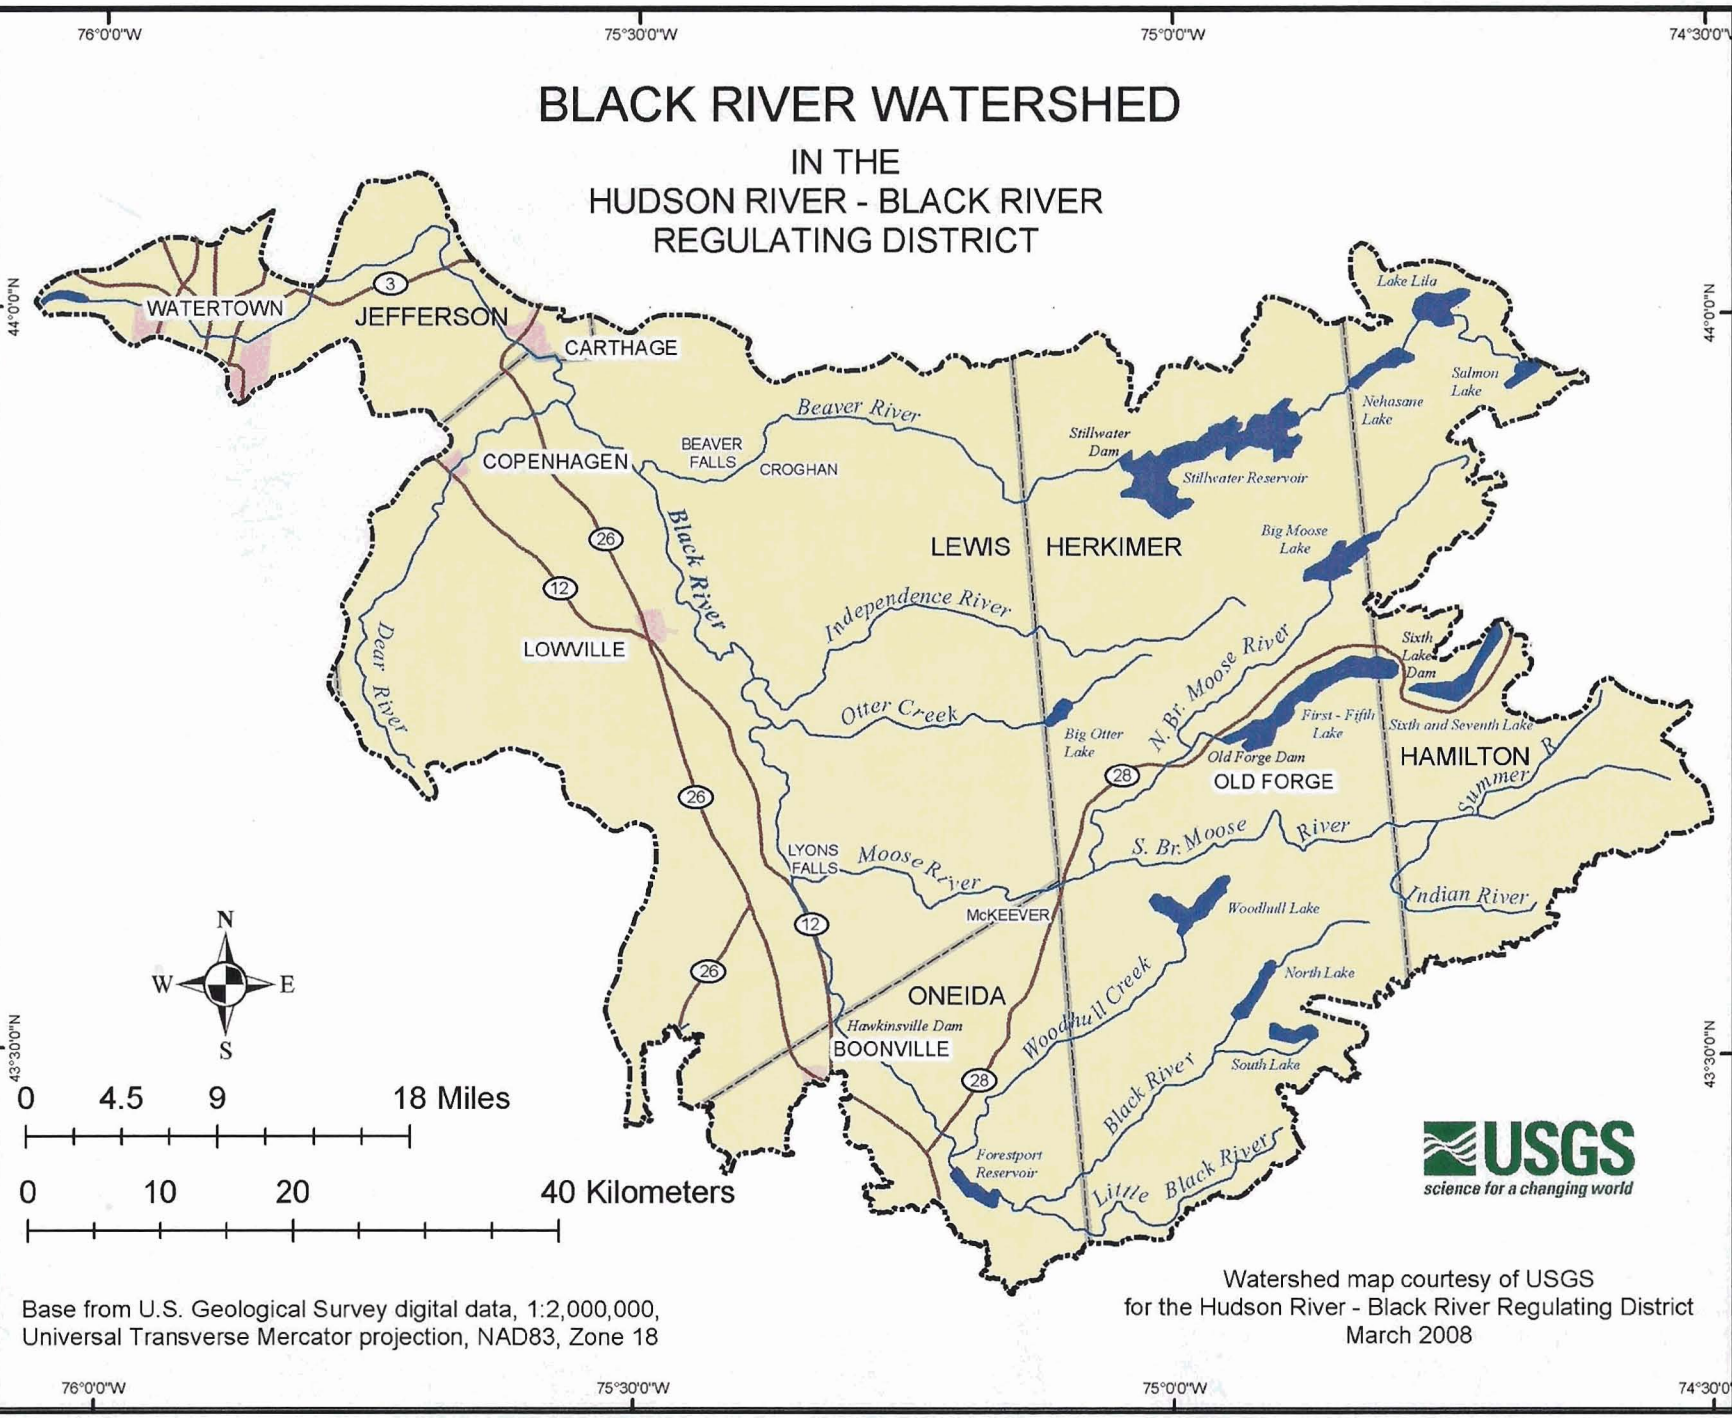 76°0'0"W
75°30'0"W
75°0'0"W
BLACK RIVER WATERSHED
IN THE
HUDSON RIVER - BLACK RIVER
REGULATING DISTRICT
44°0'0"N
44°0'0"N
Lake Lila
WATERTOWN
3
JEFFERSON
CARTHAGE
Salmon
Lake
Nehasane
Lake
Beaver River
Stillwater
Dam
BEAVER
FALLS
CROGHAN
COPENHAGEN
Stillwater Reservoir
Black River
26
Big Moose
Lake
LEWIS
HERKIMER
12
Independence River
LOWVILLE
Dear River
N. Br. Moose River
Sixth
Lake
Dam
Otter Creek
Big Otter
Lake
First - Fifth
Lake
Sixth and Seventh Lake
Old Forge Dam
HAMILTON
28
OLD FORGE
Summer R
26
S. Br. Moose River
LYONS
FALLS
Moose River
Indian River
McKEEVER
Woodhull Lake
12
26
North Lake
ONEIDA
Woodhull Creek
Hawkinsville Dam
BOONVILLE
South Lake
28
Black River
Forestport
Reservoir
Little Black River
43°30'0"N
43°30'0"N
N
W
E
S
0 4.5 9 18 Miles
0 10 20 40 Kilometers
USGS
science for a changing world
Base from U.S. Geological Survey digital data, 1:2,000,000,
Universal Transverse Mercator projection, NAD83, Zone 18
Watershed map courtesy of USGS
for the Hudson River - Black River Regulating District
March 2008
76°0'0"W
75°30'0"W
75°0'0"W